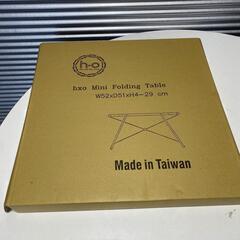 h-o
hxo Mini Folding Table
W52xD51xH4~29 cm
Made in Taiwan